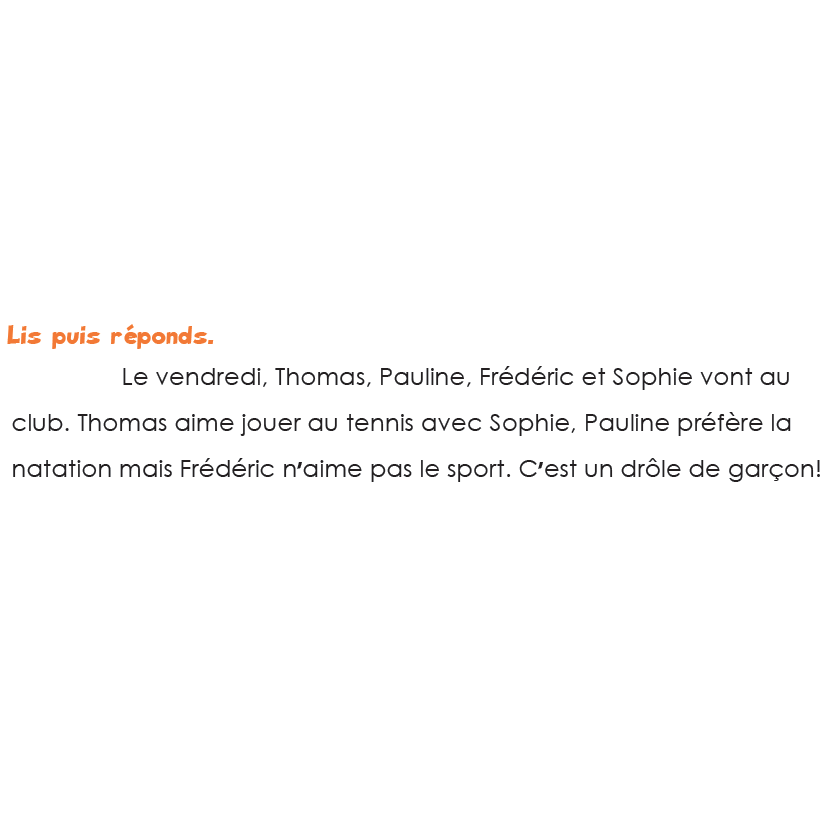 Lis puis réponds.
Le vendredi, Thomas, Pauline, Frédéric et Sophie vont au
club. Thomas aime jouer au tennis avec Sophie, Pauline préfère la
natation mais Frédéric n'aime pas le sport. C'est un drôle de garçon!